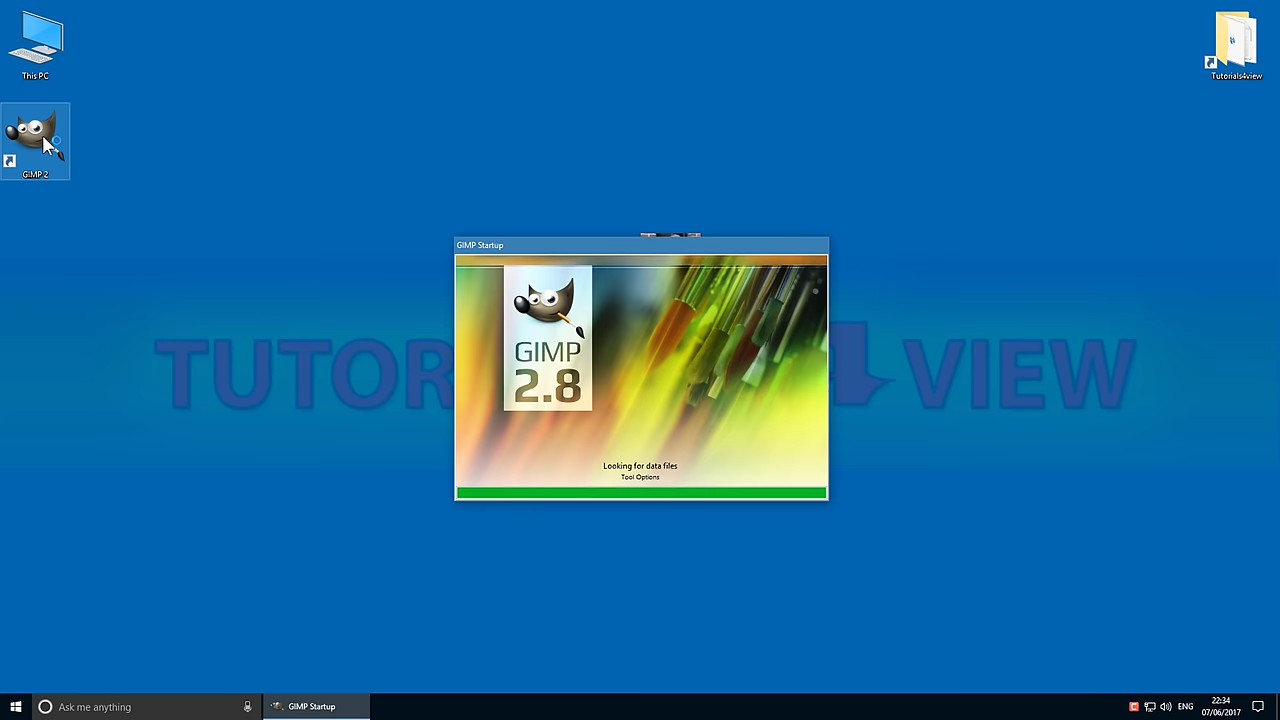 This PC
Tutorials4view
GIMP 2
GIMP Startup
GIMP
2.8
TUTOR
4
VIEW
Looking for data files
Tool Options
Ask me anything
GIMP Startup
ENG
22:34
07/06/2017